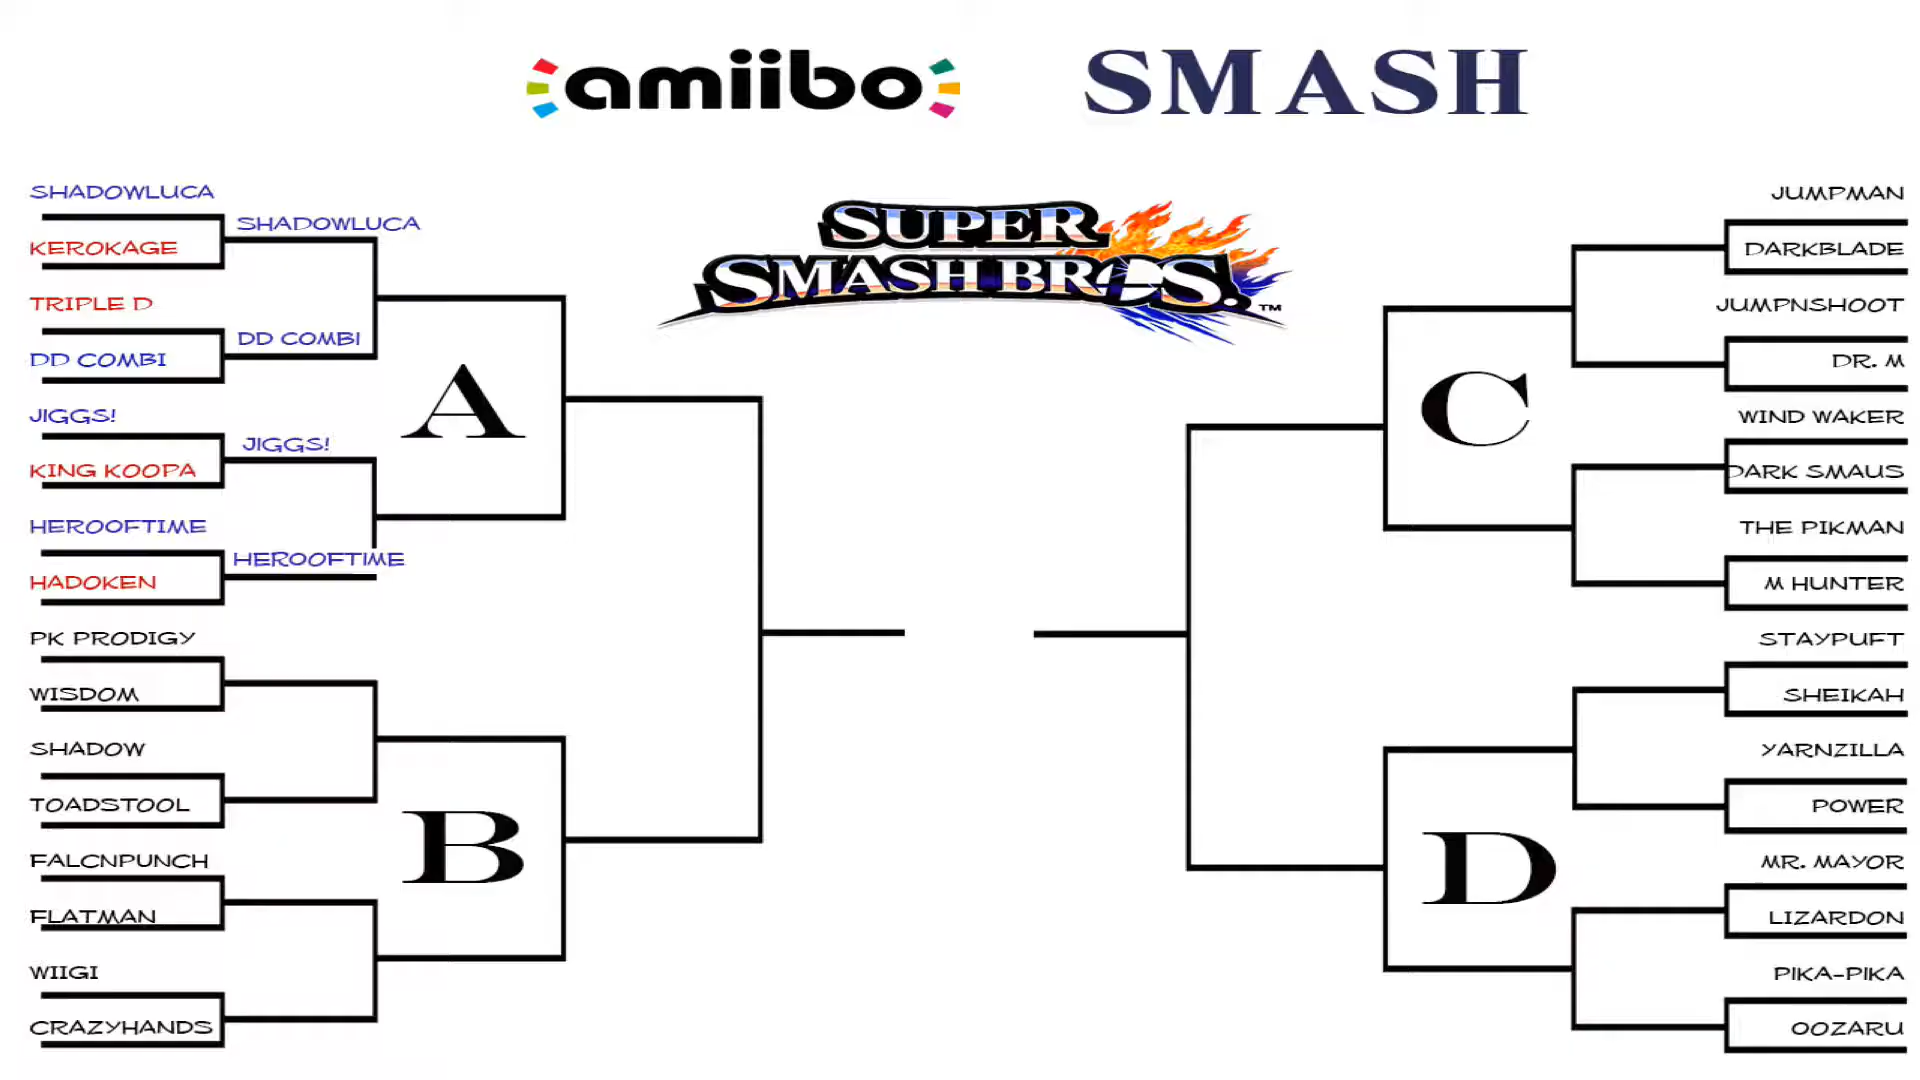 amiibo SMASH
SUPER
SMASH BROS.™
SHADOWLUCA
KEROKAGE
TRIPLE D
DD COMBI
JIGGS!
KING KOOPA
HEROOFTIME
HADOKEN
PK PRODIGY
WISDOM
SHADOW
TOADSTOOL
FALCNPUNCH
FLATMAN
WIIGI
CRAZYHANDS
SHADOWLUCA
DD COMBI
JIGGS!
HEROOFTIME
A
B
C
D
JUMPMAN
DARKBLADE
JUMPNSHOOT
DR. M
WIND WAKER
DARK SMAUS
THE PIKMAN
M HUNTER
STAYPUFT
SHEIKAH
YARNZILLA
POWER
MR. MAYOR
LIZARDON
PIKA-PIKA
OOZARU